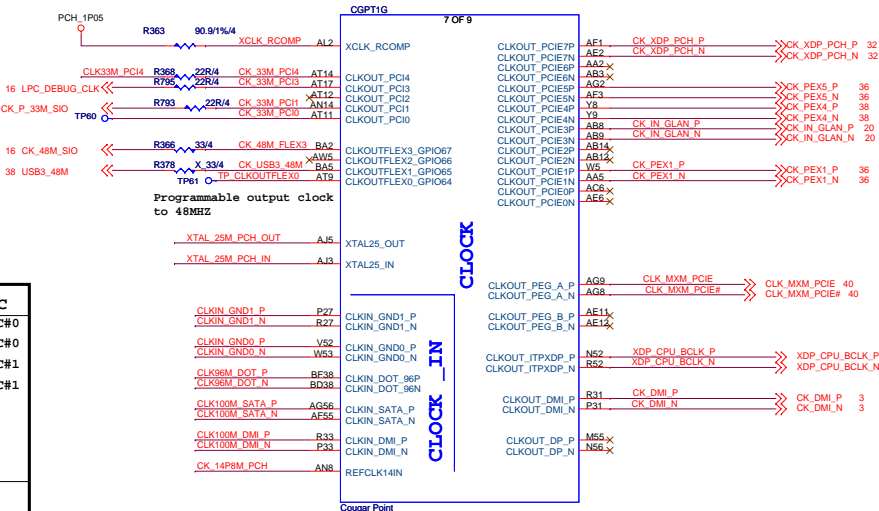 CGPT1G
7 OF 9
PCH_1P05
R363 90.9/1%/4
XCLK_RCOMP AL2 XCLK_RCOMP
CLK33M_PCI4 R368 22R/4 CK_33M_PCI4 AT14 CLKOUT_PCI4
16 LPC_DEBUG_CLK R795 22R/4 CK_33M_PCI3 AT17 CLKOUT_PCI3
AT12 CLKOUT_PCI2
CK_P_33M_SIO R793 22R/4 CK_33M_PCI1 AN14 CLKOUT_PCI1
TP60 CK_33M_PCI0 AT11 CLKOUT_PCI0
16 CK_48M_SIO R366 33/4 CK_48M_FLEX3 BA2 CLKOUTFLEX3_GPIO67
AW5 CLKOUTFLEX2_GPIO66
38 USB3_48M R378 X_33/4 CK_USB3_48M BA5 CLKOUTFLEX1_GPIO65
TP61 TP_CLKOUTFLEX0 AT9 CLKOUTFLEX0_GPIO64
Programmable output clock
to 48MHZ
XTAL_25M_PCH_OUT AJ5 XTAL25_OUT
XTAL_25M_PCH_IN AJ3 XTAL25_IN
CLKIN_GND1_P P27 CLKIN_GND1_P
CLKIN_GND1_N R27 CLKIN_GND1_N
CLKIN_GND0_P V52 CLKIN_GND0_P
CLKIN_GND0_N W53 CLKIN_GND0_N
CLK96M_DOT_P BF38 CLKIN_DOT_96P
CLK96M_DOT_N BD38 CLKIN_DOT_96N
CLK100M_SATA_P AG56 CLKIN_SATA_P
CLK100M_SATA_N AF55 CLKIN_SATA_N
CLK100M_DMI_P R33 CLKIN_DMI_P
CLK100M_DMI_N P33 CLKIN_DMI_N
CK_14P8M_PCH AN8 REFCLK14IN
CLOCK
CLOCK _IN
CLKOUT_PCIE7P AF1 CK_XDP_PCH_P CK_XDP_PCH_P 32
CLKOUT_PCIE7N AE2 CK_XDP_PCH_N CK_XDP_PCH_N 32
CLKOUT_PCIE6P AA2
CLKOUT_PCIE6N AB3
CLKOUT_PCIE5P AG2 CK_PEX5_P 36
CLKOUT_PCIE5N AF3 CK_PEX5_N 36
CLKOUT_PCIE4P Y8 CK_PEX4_P 38
CLKOUT_PCIE4N Y9 CK_PEX4_N 38
CLKOUT_PCIE3P AB8 CK_IN_GLAN_P CK_IN_GLAN_P 20
CLKOUT_PCIE3N AB9 CK_IN_GLAN_N CK_IN_GLAN_N 20
CLKOUT_PCIE2P AB14
CLKOUT_PCIE2N AB12
CLKOUT_PCIE1P W5 CK_PEX1_P CK_PEX1_P 36
CLKOUT_PCIE1N AA5 CK_PEX1_N CK_PEX1_N 36
CLKOUT_PCIE0P AC6
CLKOUT_PCIE0N AE6
CLKOUT_PEG_A_P AG9 CLK_MXM_PCIE CLK_MXM_PCIE 40
CLKOUT_PEG_A_N AG8 CLK_MXM_PCIE# CLK_MXM_PCIE# 40
CLKOUT_PEG_B_P AE11
CLKOUT_PEG_B_N AE12
CLKOUT_ITPXDP_P N52 XDP_CPU_BCLK_P XDP_CPU_BCLK_P
CLKOUT_ITPXDP_N R52 XDP_CPU_BCLK_N XDP_CPU_BCLK_N
CLKOUT_DMI_P R31 CK_DMI_P CK_DMI_P 3
CLKOUT_DMI_N P31 CK_DMI_N CK_DMI_N 3
CLKOUT_DP_P M55
CLKOUT_DP_N N56
Cougar Point
C
C#0
C#0
C#1
C#1